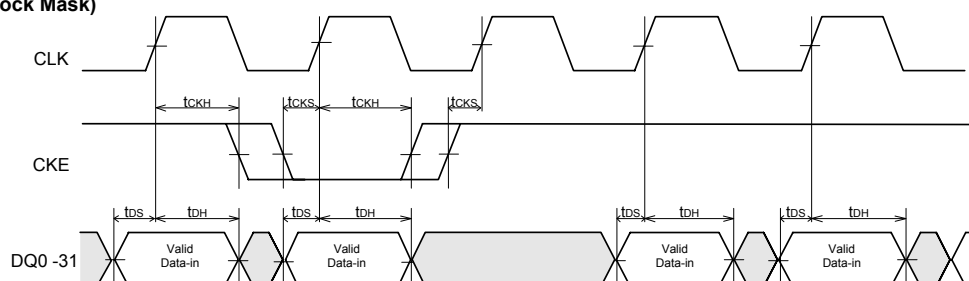 ock Mask)
CLK
tCKH tCKS tCKH tCKS
CKE
tDS tDH tDS tDH tDS tDH tDS tDH
DQ0 -31 Valid Data-in Valid Data-in Valid Data-in Valid Data-in